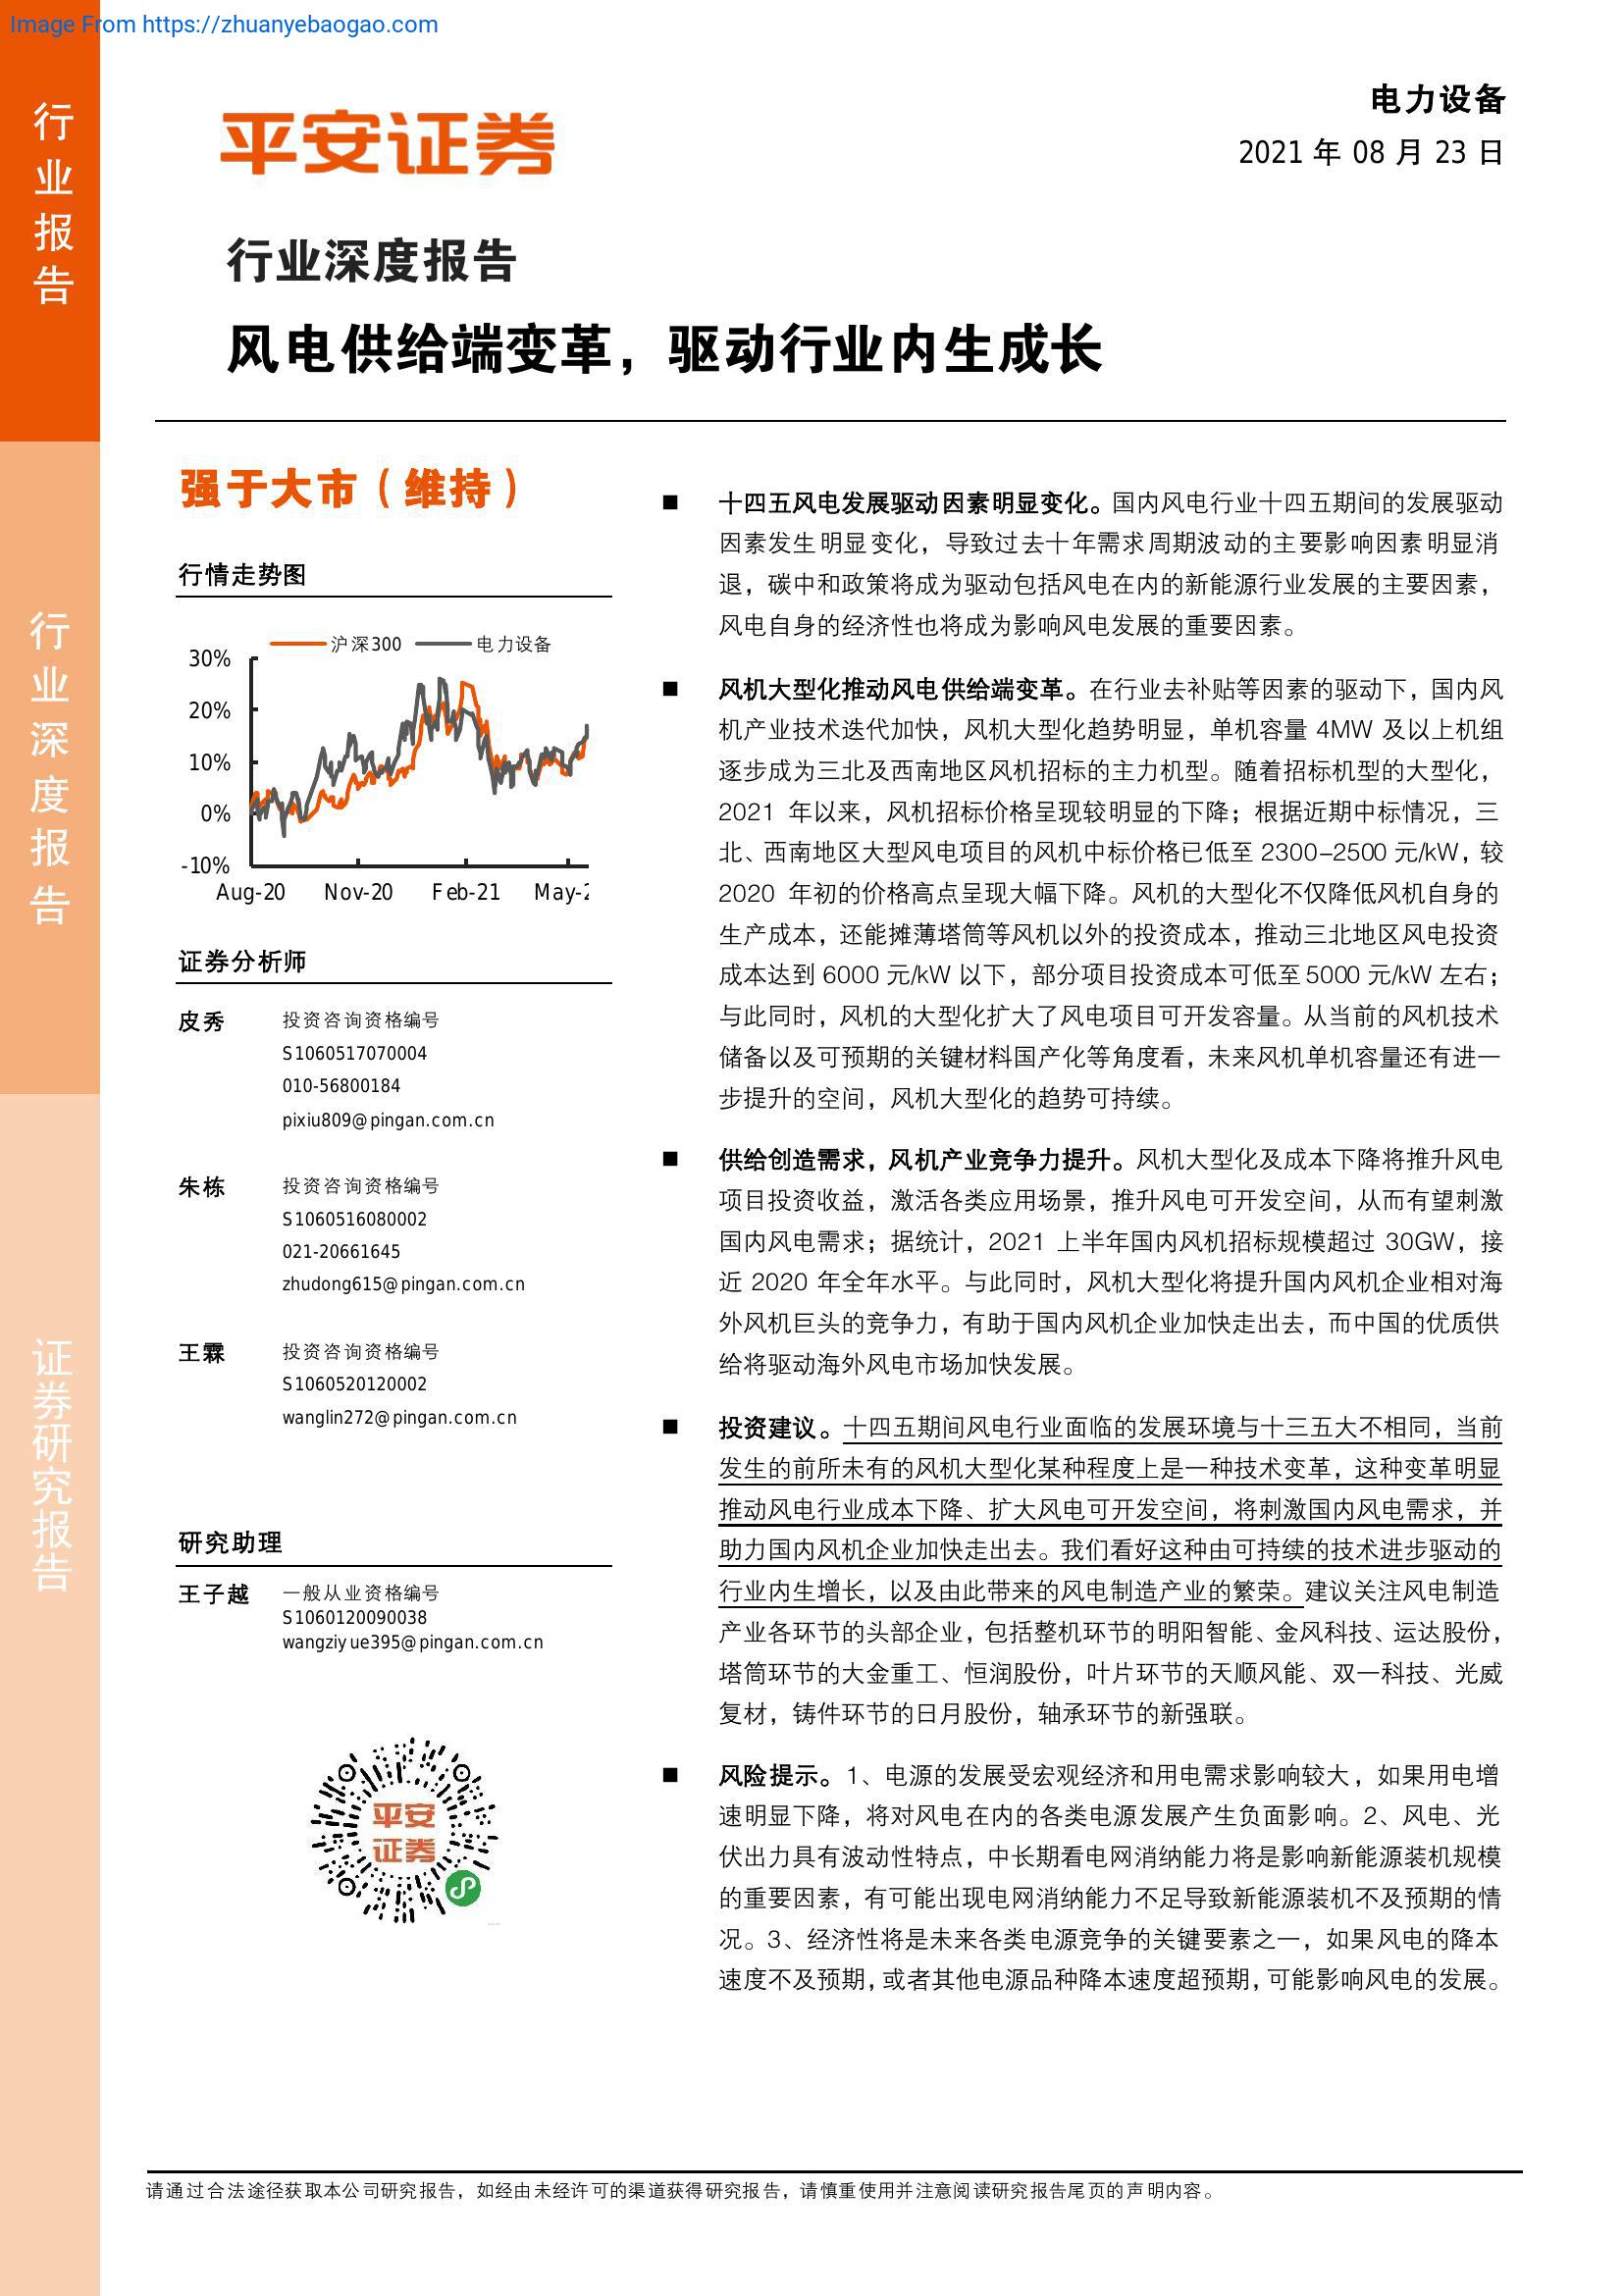 Image From https://zhuanyebaogao.com
行业报告
行业深度报告
证券研究报告
平安证券
电力设备
2021 年 08 月 23 日
行业深度报告
风电供给端变革，驱动行业内生成长
强于大市（维持）
行情走势图
沪深300 电力设备
30%
20%
10%
0%
-10%
Aug-20 Nov-20 Feb-21 May-2
证券分析师
皮秀 投资咨询资格编号
S1060517070004
010-56800184
pixiu809@pingan.com.cn
朱栋 投资咨询资格编号
S1060516080002
021-20661645
zhudong615@pingan.com.cn
王霖 投资咨询资格编号
S1060520120002
wanglin272@pingan.com.cn
研究助理
王子越 一般从业资格编号
S1060120090038
wangziyue395@pingan.com.cn
平安
证券
■ 十四五风电发展驱动因素明显变化。国内风电行业十四五期间的发展驱动
因素发生明显变化，导致过去十年需求周期波动的主要影响因素明显消
退，碳中和政策将成为驱动包括风电在内的新能源行业发展的主要因素，
风电自身的经济性也将成为影响风电发展的重要因素。
■ 风机大型化推动风电供给端变革。在行业去补贴等因素的驱动下，国内风
机产业技术迭代加快，风机大型化趋势明显，单机容量 4MW 及以上机组
逐步成为三北及西南地区风机招标的主力机型。随着招标机型的大型化，
2021 年以来，风机招标价格呈现较明显的下降；根据近期中标情况，三
北、西南地区大型风电项目的风机中标价格已低至 2300-2500 元/kW，较
2020 年初的价格高点呈现大幅下降。风机的大型化不仅降低风机自身的
生产成本，还能摊薄塔筒等风机以外的投资成本，推动三北地区风电投资
成本达到 6000 元/kW 以下，部分项目投资成本可低至 5000 元/kW 左右；
与此同时，风机的大型化扩大了风电项目可开发容量。从当前的风机技术
储备以及可预期的关键材料国产化等角度看，未来风机单机容量还有进一
步提升的空间，风机大型化的趋势可持续。
■ 供给创造需求，风机产业竞争力提升。风机大型化及成本下降将推升风电
项目投资收益，激活各类应用场景，推升风电可开发空间，从而有望刺激
国内风电需求；据统计，2021 上半年国内风机招标规模超过 30GW，接
近 2020 年全年水平。与此同时，风机大型化将提升国内风机企业相对海
外风机巨头的竞争力，有助于国内风机企业加快走出去，而中国的优质供
给将驱动海外风电市场加快发展。
■ 投资建议。十四五期间风电行业面临的发展环境与十三五大不相同，当前
发生的前所未有的风机大型化某种程度上是一种技术变革，这种变革明显
推动风电行业成本下降、扩大风电可开发空间，将刺激国内风电需求，并
助力国内风机企业加快走出去。我们看好这种由可持续的技术进步驱动的
行业内生增长，以及由此带来的风电制造产业的繁荣。建议关注风电制造
产业各环节的头部企业，包括整机环节的明阳智能、金风科技、运达股份，
塔筒环节的大金重工、恒润股份，叶片环节的天顺风能、双一科技、光威
复材，铸件环节的日月股份，轴承环节的新强联。
■ 风险提示。1、电源的发展受宏观经济和用电需求影响较大，如果用电增
速明显下降，将对风电在内的各类电源发展产生负面影响。2、风电、光
伏出力具有波动性特点，中长期看电网消纳能力将是影响新能源装机规模
的重要因素，有可能出现电网消纳能力不足导致新能源装机不及预期的情
况。3、经济性将是未来各类电源竞争的关键要素之一，如果风电的降本
速度不及预期，或者其他电源品种降本速度超预期，可能影响风电的发展。
请通过合法途径获取本公司研究报告，如经由未经许可的渠道获得研究报告，请慎重使用并注意阅读研究报告尾页的声明内容。